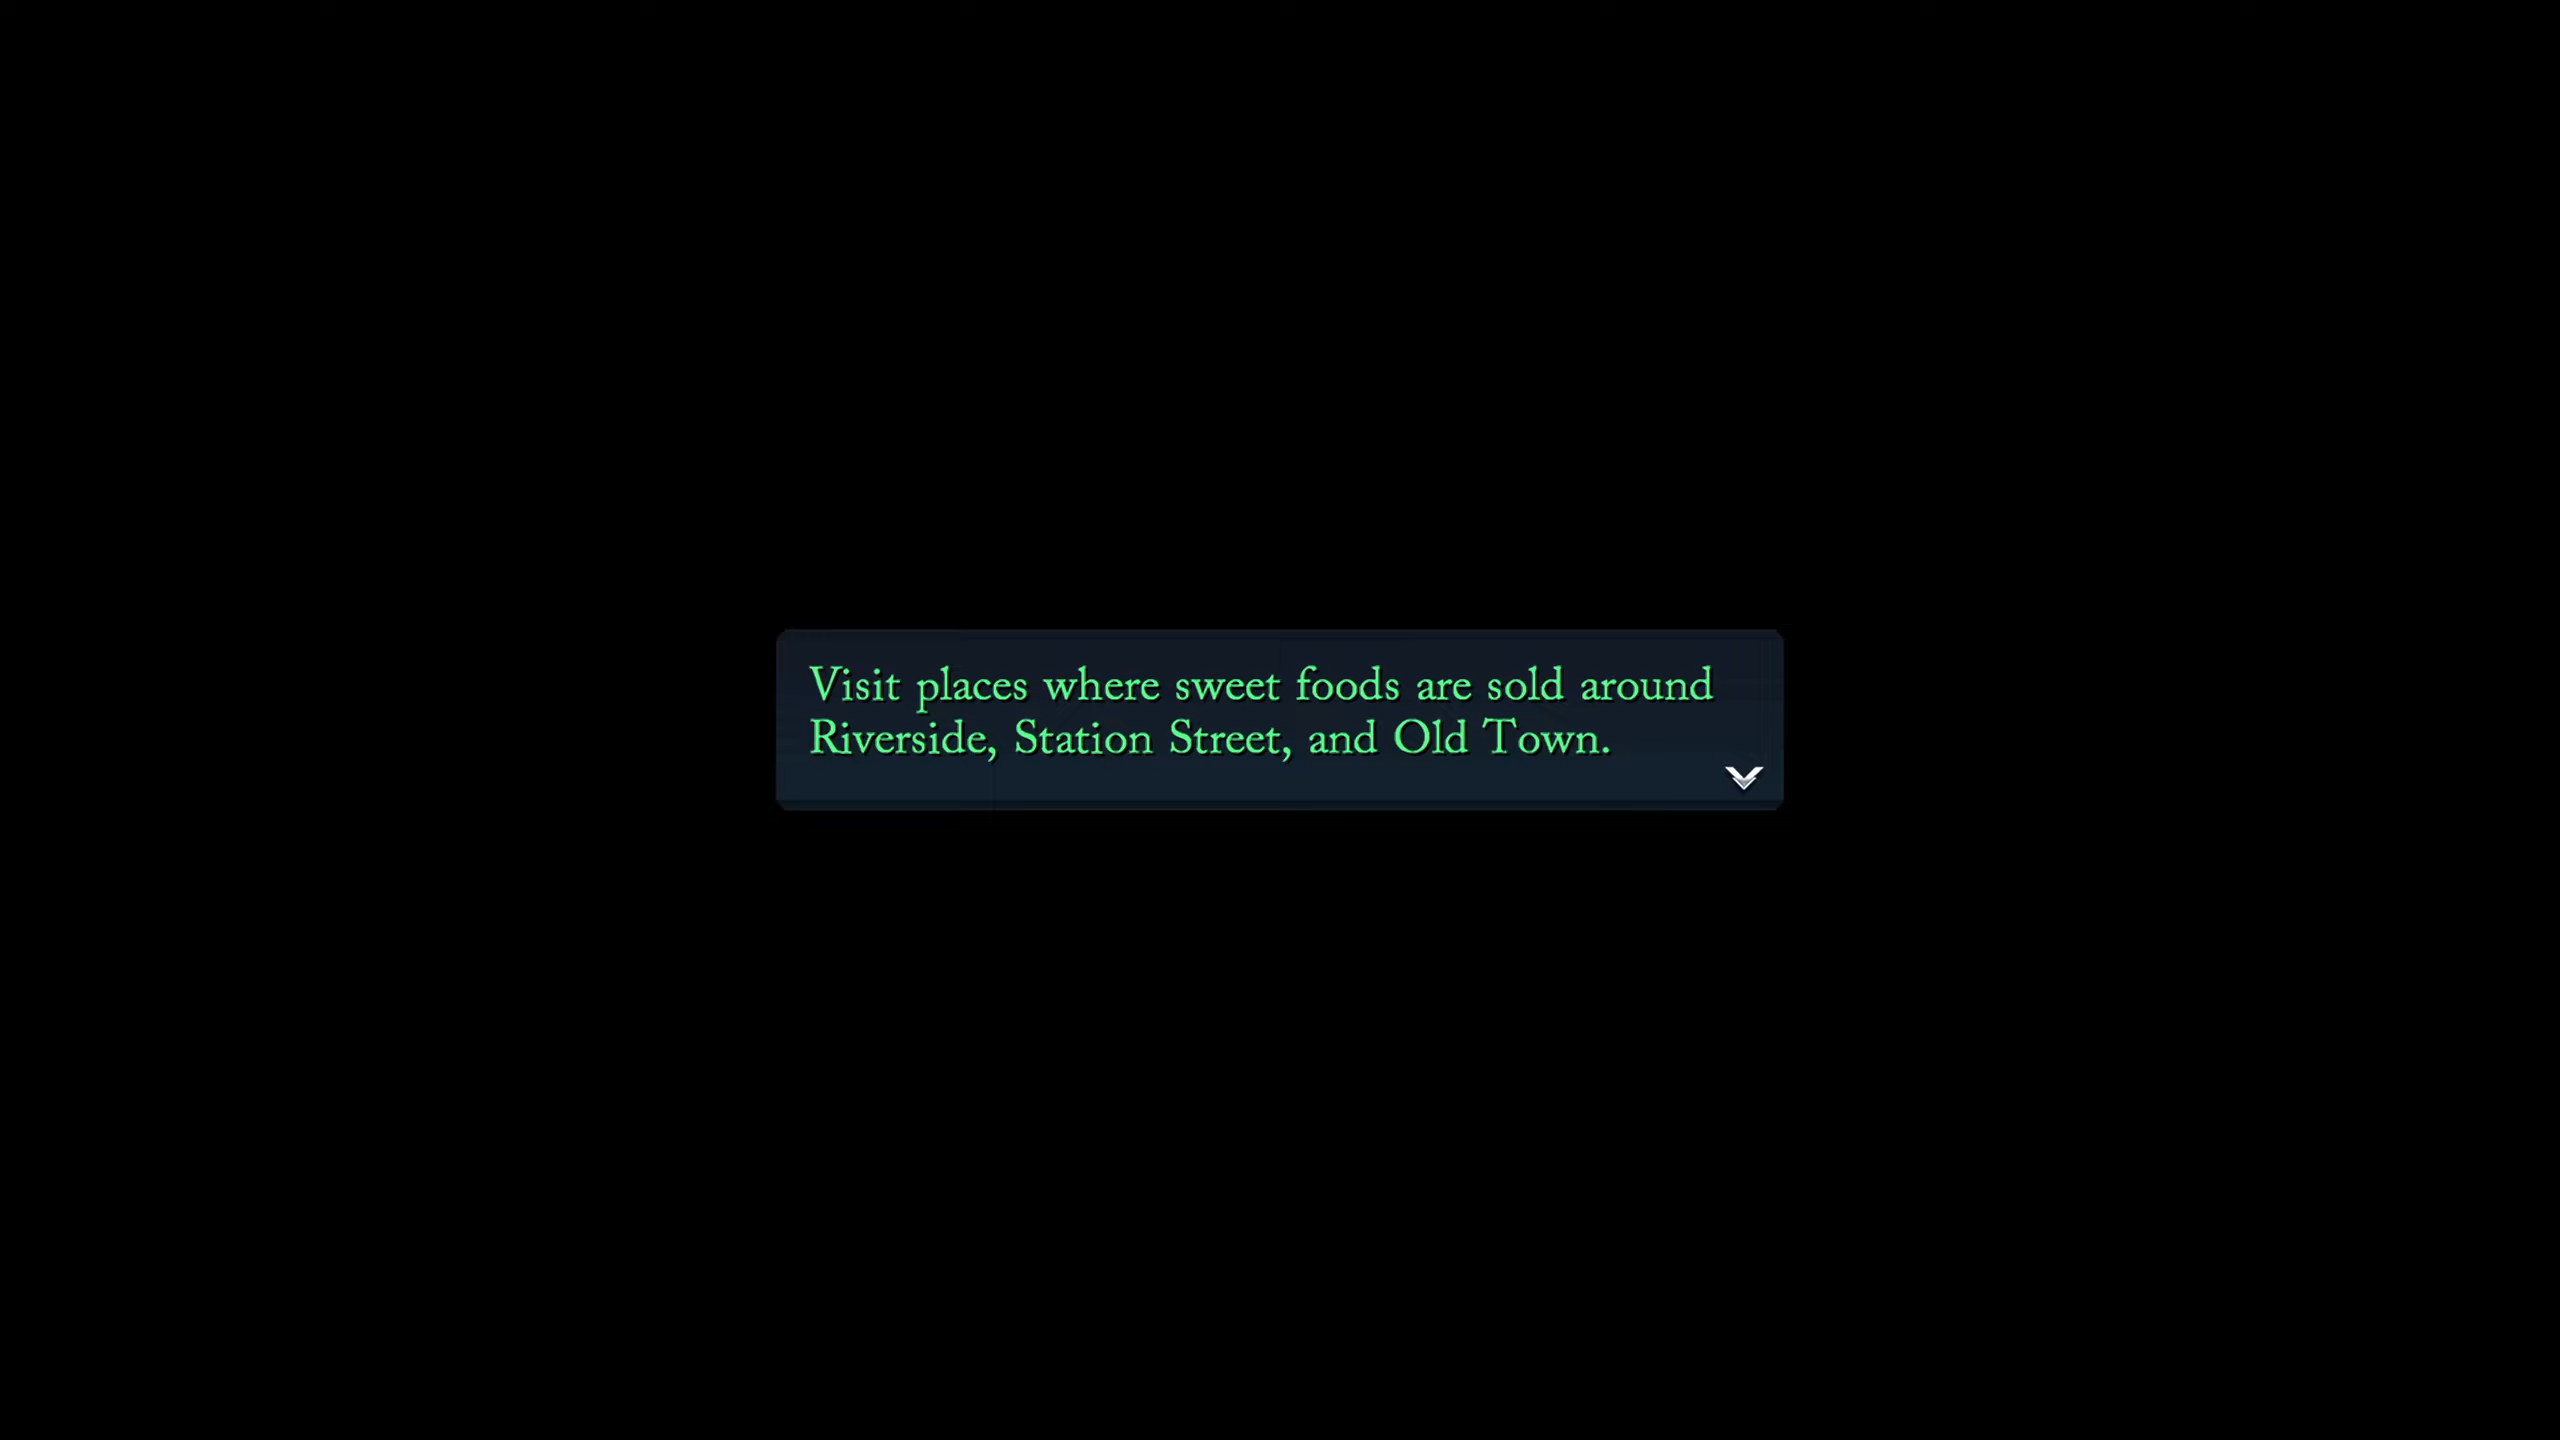 Visit places where sweet foods are sold around
Riverside, Station Street, and Old Town.